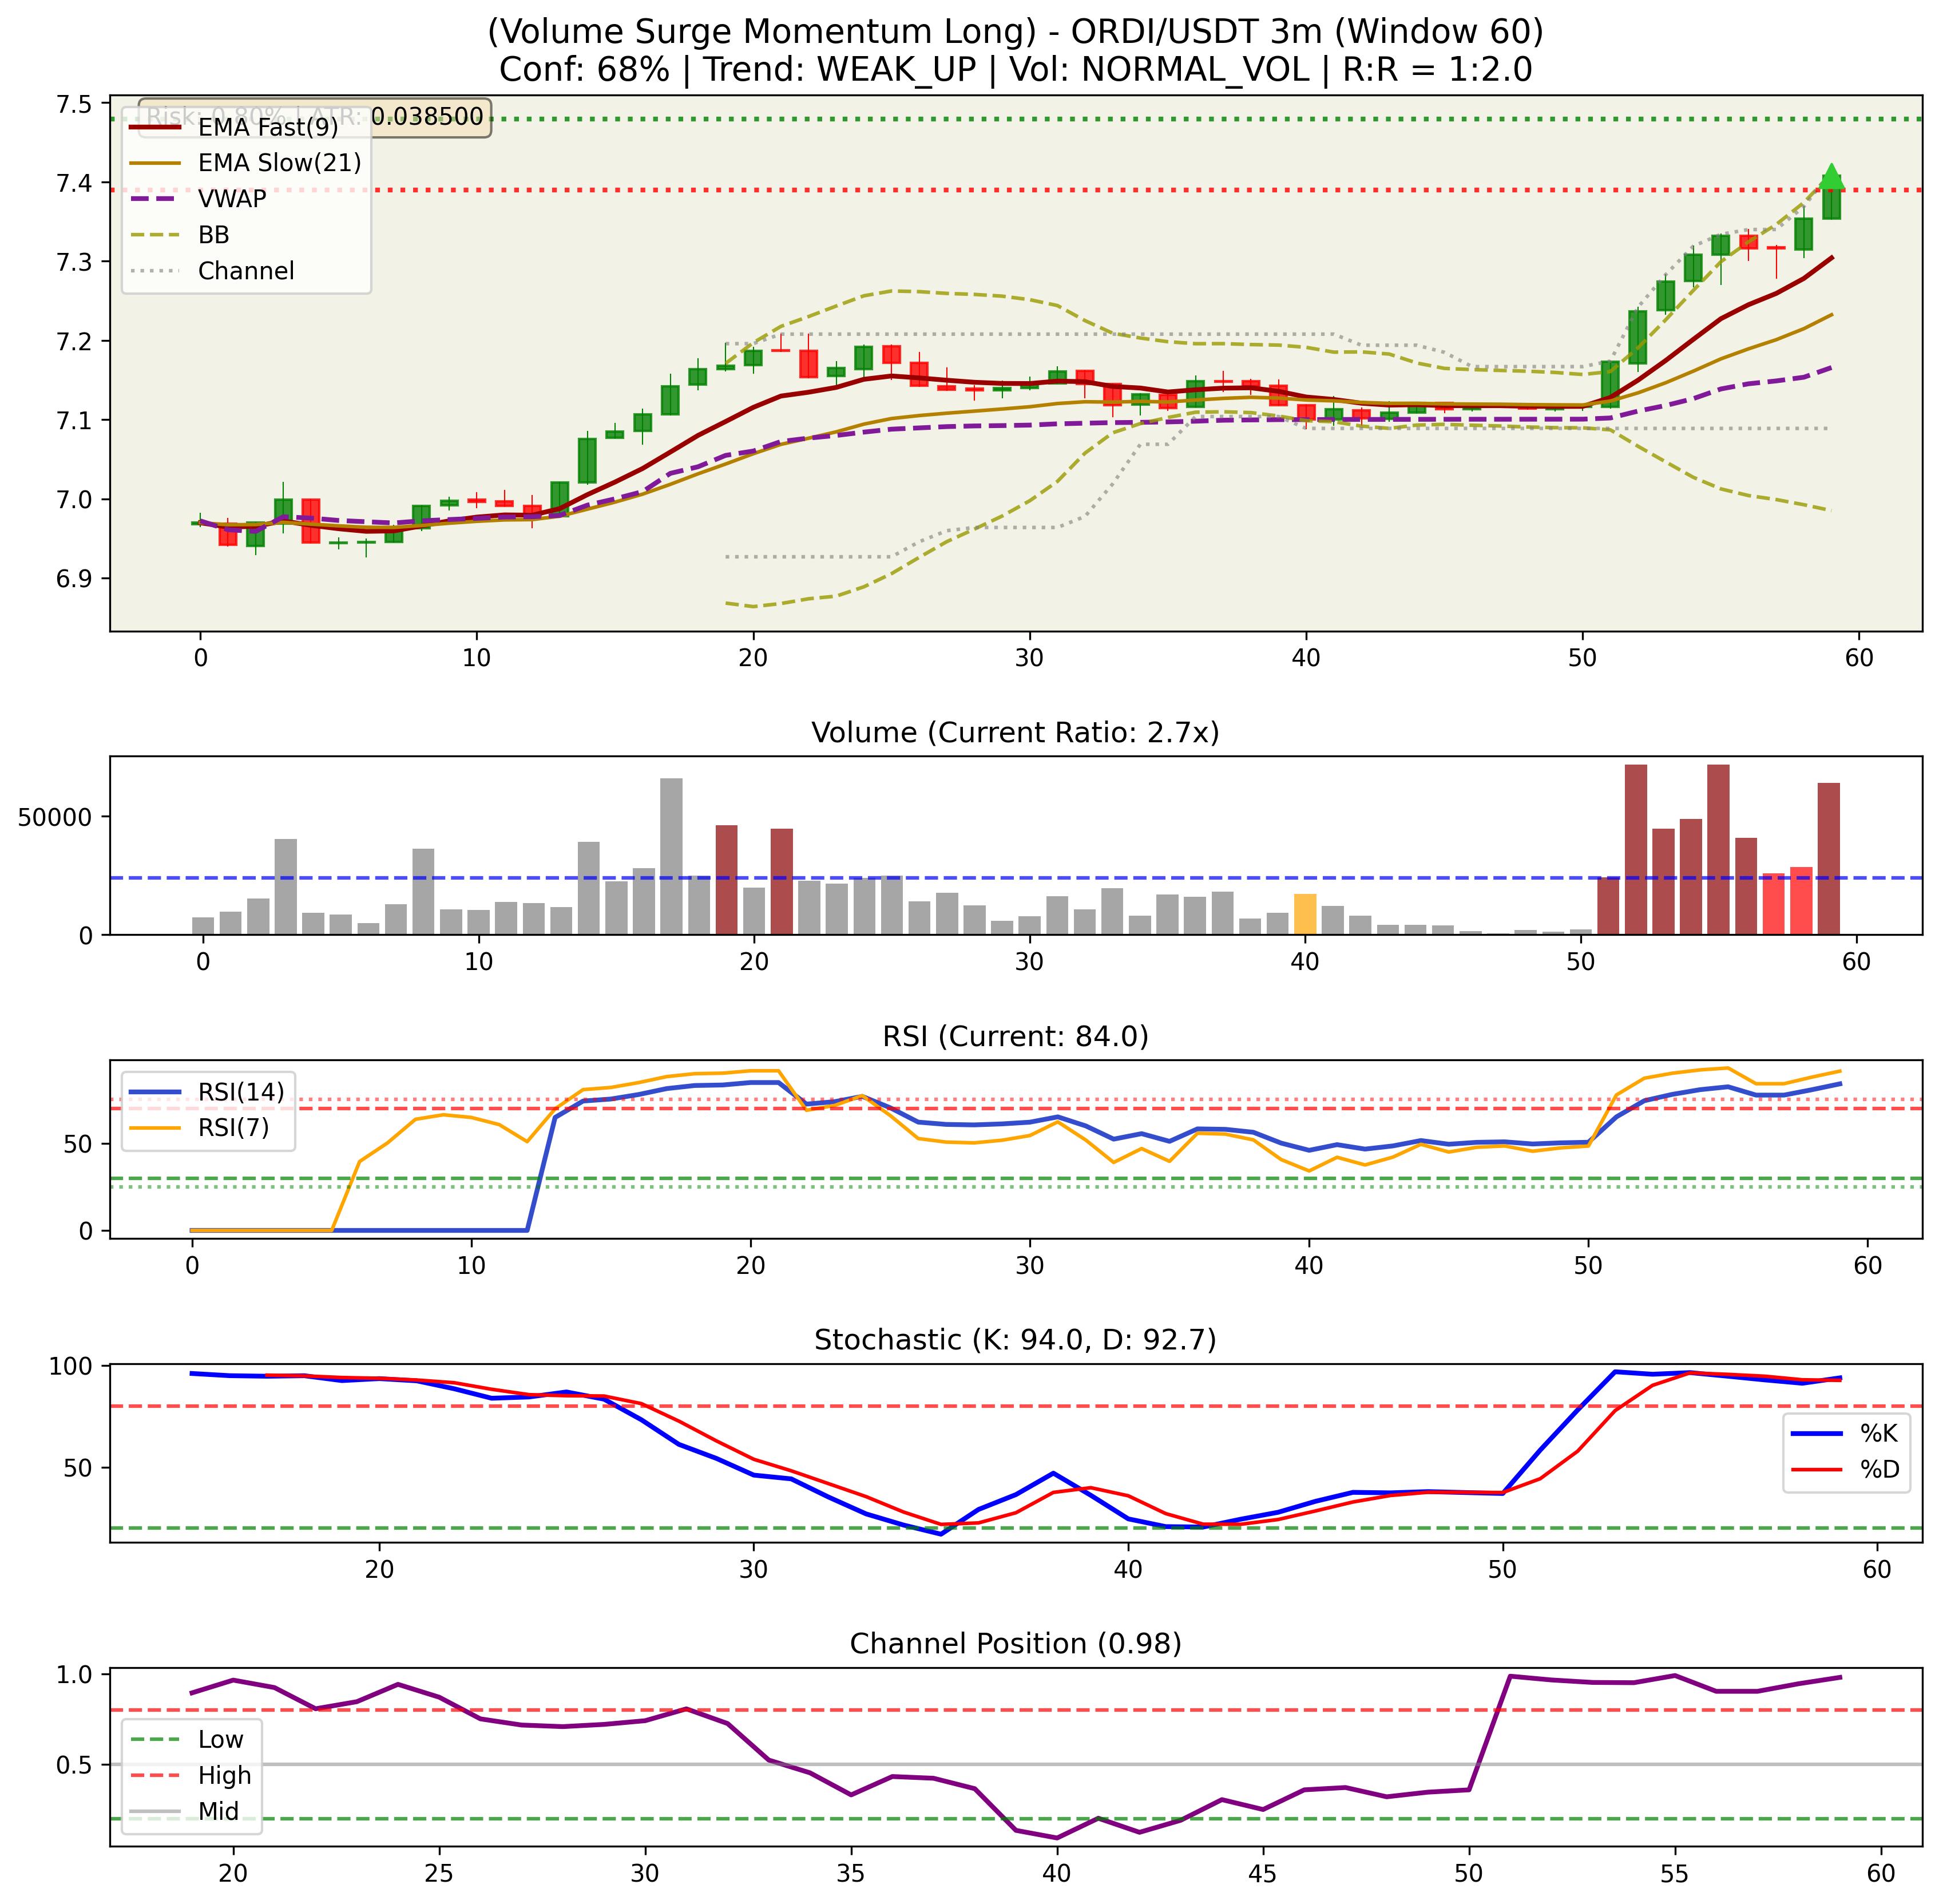 (Volume Surge Momentum Long) - ORDI/USDT 3m (Window 60)
Conf: 68% | Trend: WEAK_UP | Vol: NORMAL_VOL | R:R = 1:2.0
Risk: 0.80% | ATR: 0.038500
EMA Fast(9)
EMA Slow(21)
VWAP
BB
Channel
7.5
7.4
7.3
7.2
7.1
7.0
6.9
0 10 20 30 40 50 60
Volume (Current Ratio: 2.7x)
50000
0
0 10 20 30 40 50 60
RSI (Current: 84.0)
RSI(14)
RSI(7)
50
0
0 10 20 30 40 50 60
Stochastic (K: 94.0, D: 92.7)
100
50
%K
%D
20 30 40 50 60
Channel Position (0.98)
1.0
0.5
Low
High
Mid
20 25 30 35 40 45 50 55 60